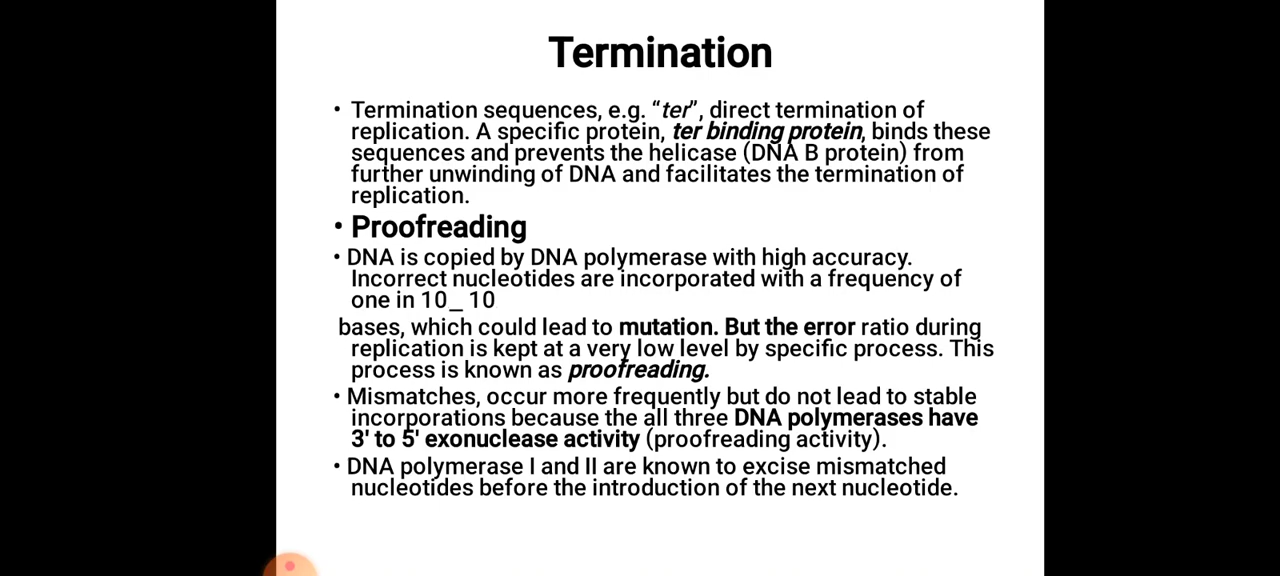 Termination
• Termination sequences, e.g. “ter”, direct termination of
replication. A specific protein, ter binding protein, binds these
sequences and prevents the helicase (DNA B protein) from
further unwinding of DNA and facilitates the termination of
replication.
• Proofreading
• DNA is copied by DNA polymerase with high accuracy.
Incorrect nucleotides are incorporated with a frequency of
one in 10_ 10
bases, which could lead to mutation. But the error ratio during
replication is kept at a very low level by specific process. This
process is known as proofreading.
• Mismatches, occur more frequently but do not lead to stable
incorporations because the all three DNA polymerases have
3' to 5' exonuclease activity (proofreading activity).
• DNA polymerase I and II are known to excise mismatched
nucleotides before the introduction of the next nucleotide.